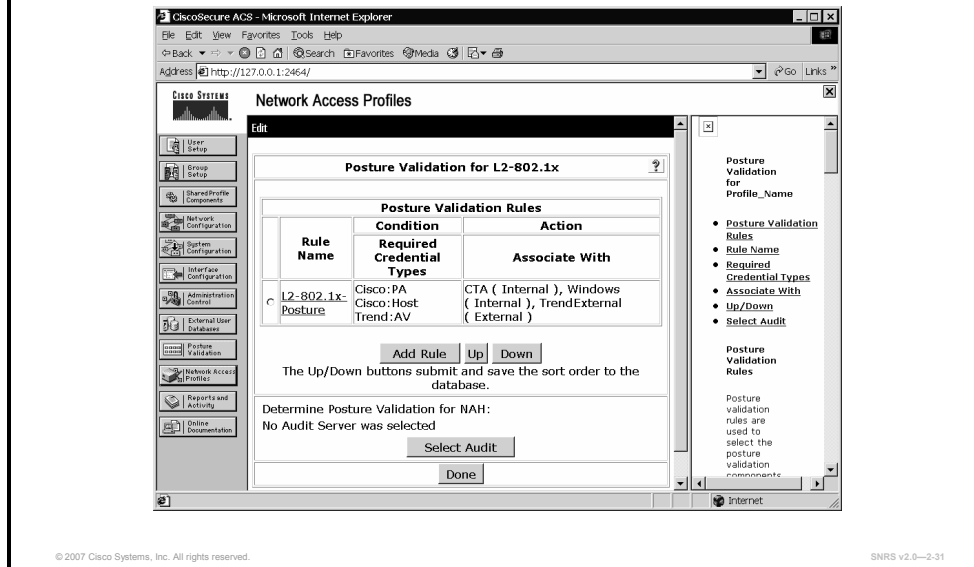 CiscoSecure ACS - Microsoft Internet Explorer
File Edit View Favorites Tools Help
Back Search Favorites Media
Address http://127.0.0.1:2464/ Go Links »
CISCO SYSTEMS
Network Access Profiles
User Setup
Group Setup
Shared Profile Components
Network Configuration
System Configuration
Interface Configuration
Administration Control
External User Databases
Posture Validation
Network Access Profiles
Reports and Activity
Online Documentation
Edit
Posture Validation for L2-802.1x ?
Posture Validation Rules
Condition Action
Rule Name
Required Credential Types
Associate With
L2-802.1x-
Posture
Cisco:PA
Cisco:Host
Trend:AV
CTA ( Internal ), Windows
( Internal ), TrendExternal
( External )
Add Rule Up Down
The Up/Down buttons submit and save the sort order to the
database.
Determine Posture Validation for NAH:
No Audit Server was selected
Select Audit
Done
Posture
Validation
for
Profile_Name
Posture Validation
Rules
Rule Name
Required
Credential Types
Associate With
Up/Down
Select Audit
Posture
Validation
Rules
Posture
validation
rules are
used to
select the
posture
validation
components
Internet
© 2007 Cisco Systems, Inc. All rights reserved.
SNRS v2.0—2-31